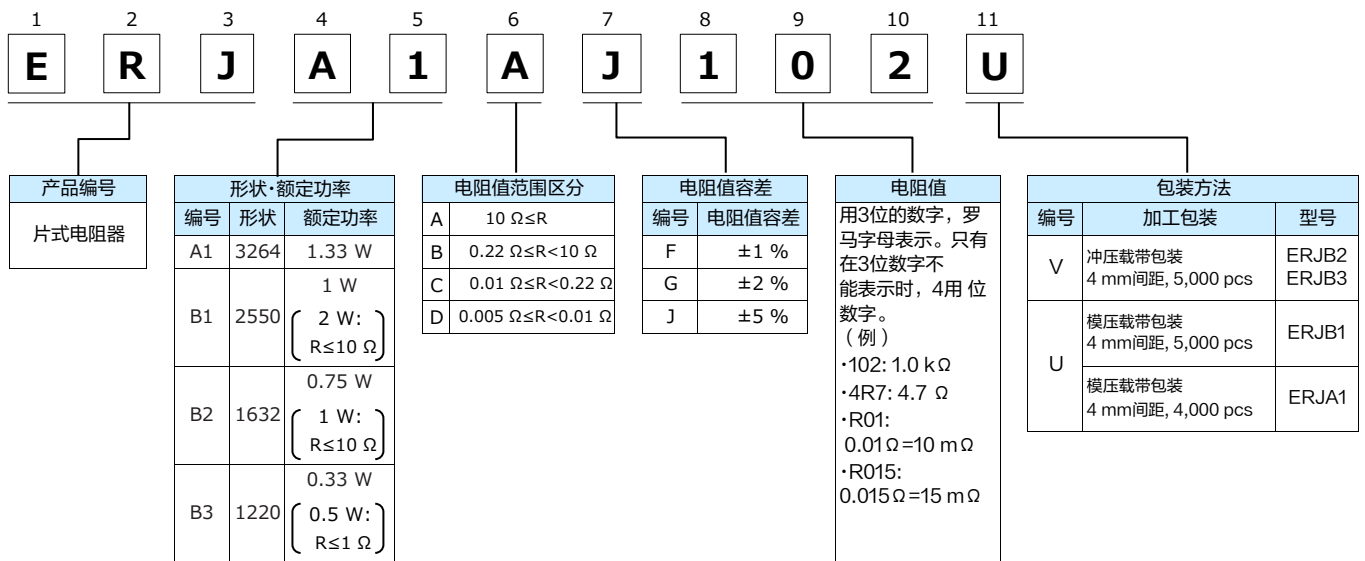 1 2 3 4 5 6 7 8 9 10 11
E R J A 1 A J 1 0 2 U
产品编号
片式电阻器
形状·额定功率
编号 形状 额定功率
A1 3264 1.33 W
B1 2550 1 W
2 W:
R≤10 Ω
B2 1632 0.75 W
1 W:
R≤10 Ω
B3 1220 0.33 W
0.5 W:
R≤1 Ω
电阻值范围区分
A 10 Ω≤R
B 0.22 Ω≤R<10 Ω
C 0.01 Ω≤R<0.22 Ω
D 0.005 Ω≤R<0.01 Ω
电阻值容差
编号 电阻值容差
F ±1 %
G ±2 %
J ±5 %
电阻值
用3位的数字，罗
马字母表示。只有
在3位数字不
能表示时，4用 位
数字。
（例）
·102: 1.0 kΩ
·4R7: 4.7 Ω
·R01:
0.01Ω=10 mΩ
·R015:
0.015Ω=15 mΩ
包装方法
编号 加工包装 型号
V 冲压载带包装
4 mm间距, 5,000 pcs
ERJB2
ERJB3
U 模压载带包装
4 mm间距, 5,000 pcs
ERJB1
模压载带包装
4 mm间距, 4,000 pcs
ERJA1